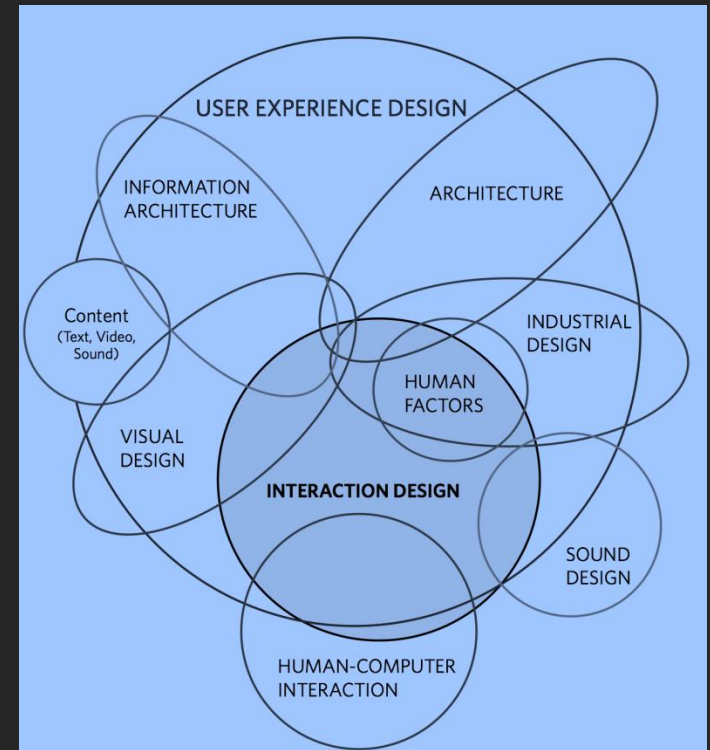 USER EXPERIENCE DESIGN
INFORMATION
ARCHITECTURE
ARCHITECTURE
Content
(Text, Video,
Sound)
INDUSTRIAL
DESIGN
HUMAN
FACTORS
VISUAL
DESIGN
INTERACTION DESIGN
SOUND
DESIGN
HUMAN-COMPUTER
INTERACTION